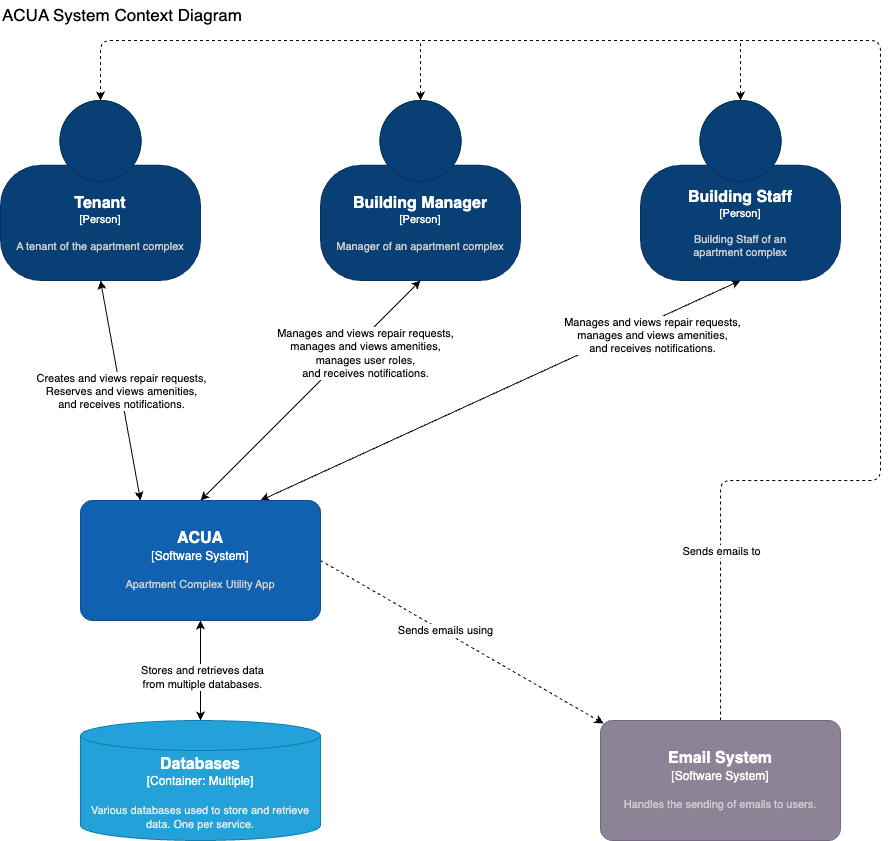 ACUA System Context Diagram
Tenant
[Person]
A tenant of the apartment complex
Building Manager
[Person]
Manager of an apartment complex
Building Staff
[Person]
Building Staff of an
apartment complex
Creates and views repair requests,
Reserves and views amenities,
and receives notifications.
Manages and views repair requests,
manages and views amenities,
manages user roles,
and receives notifications.
Manages and views repair requests,
manages and views amenities,
and receives notifications.
ACUA
[Software System]
Apartment Complex Utility App
Sends emails using
Sends emails to
Stores and retrieves data
from multiple databases.
Databases
[Container: Multiple]
Various databases used to store and retrieve
data. One per service.
Email System
[Software System]
Handles the sending of emails to users.